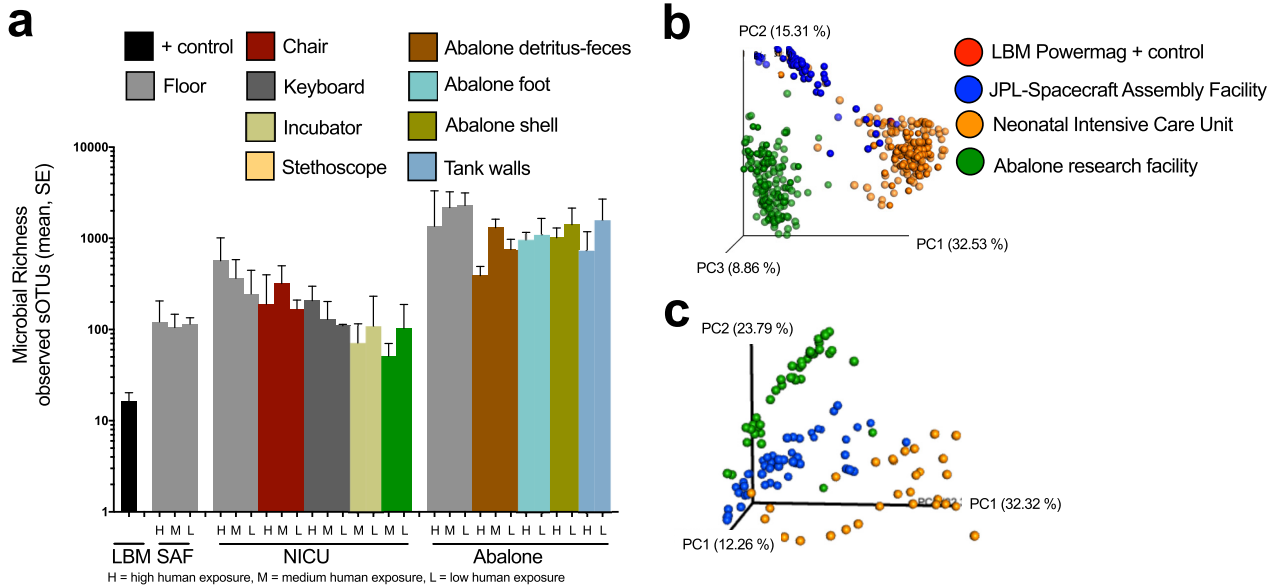 a
+ control
Floor
Chair
Keyboard
Incubator
Stethoscope
Abalone detritus-feces
Abalone foot
Abalone shell
Tank walls
Microbial Richness
observed sOTUs (mean, SE)
10000
1000
100
10
1
H M L H M L H M L H M L M L M L H M L H M L H L H L H L
LBM SAF NICU Abalone
H = high human exposure, M = medium human exposure, L = low human exposure
b
PC2 (15.31 %)
PC1 (32.53 %)
PC3 (8.86 %)
LBM Powermag + control
JPL-Spacecraft Assembly Facility
Neonatal Intensive Care Unit
Abalone research facility
c
PC2 (23.79 %)
PC1 (32.32 %)
PC1 (12.26 %)